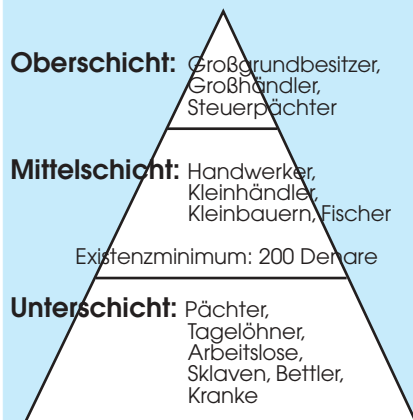 Oberschicht: Großgrundbesitzer,
Großhändler,
Steuerpächter
Mittelschicht: Handwerker,
Kleinhändler,
Kleinbauern, Fischer
Existenzminimum: 200 Denare
Unterschicht: Pächter,
Tagelöhner,
Arbeitslose,
Sklaven, Bettler,
Kranke